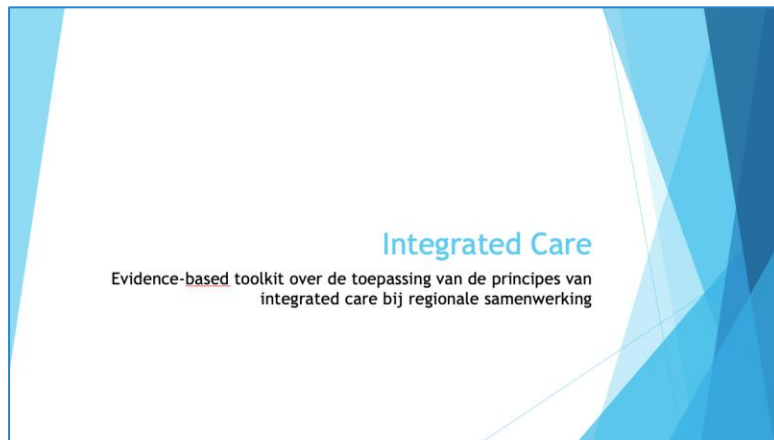 Integrated Care
Evidence-based toolkit over de toepassing van de principes van
integrated care bij regionale samenwerking